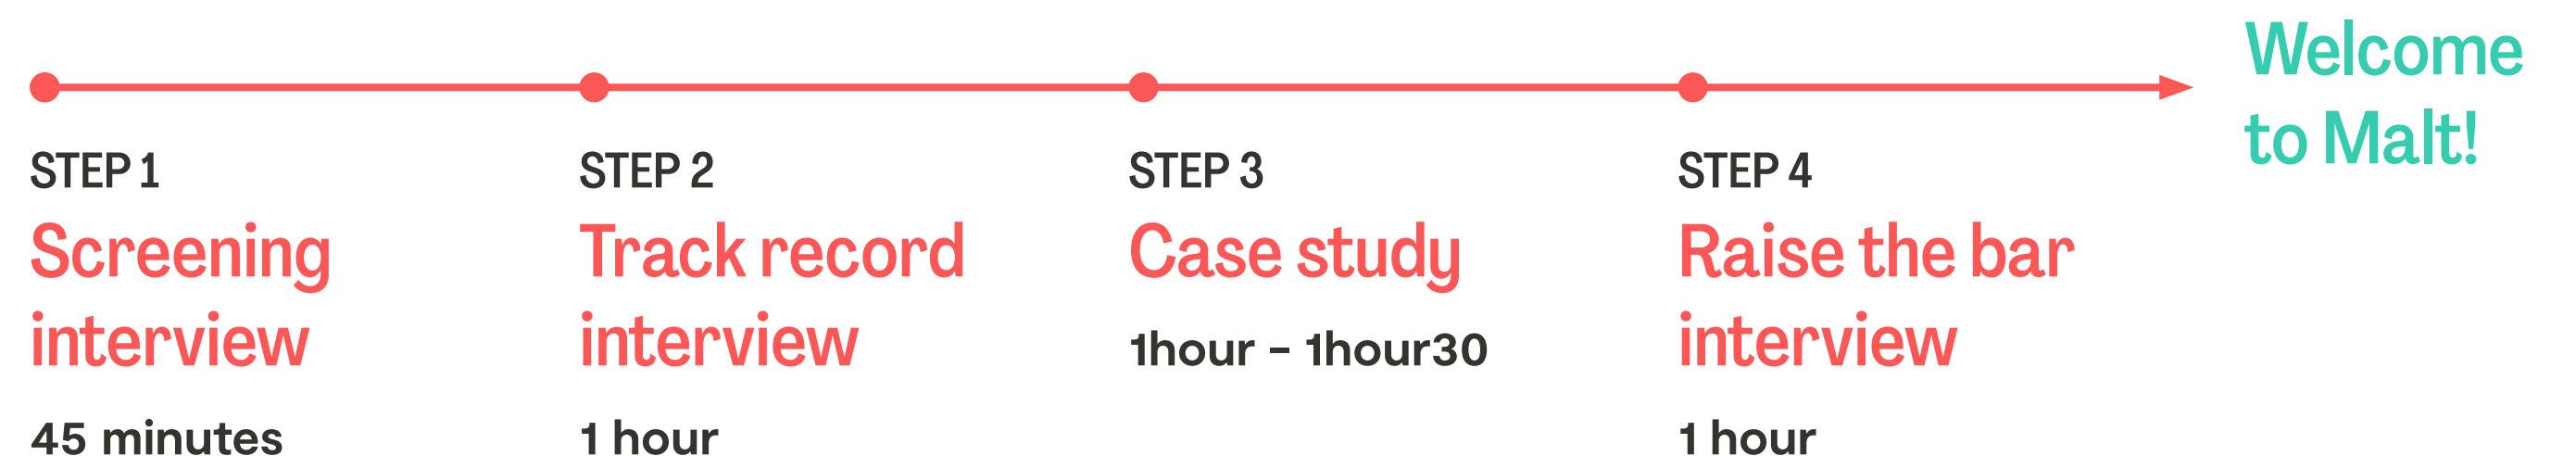 STEP 1
Screening
interview
45 minutes
STEP 2
Track record
interview
1 hour
STEP 3
Case study
1hour - 1hour30
STEP 4
Raise the bar
interview
1 hour
Welcome
to Malt!